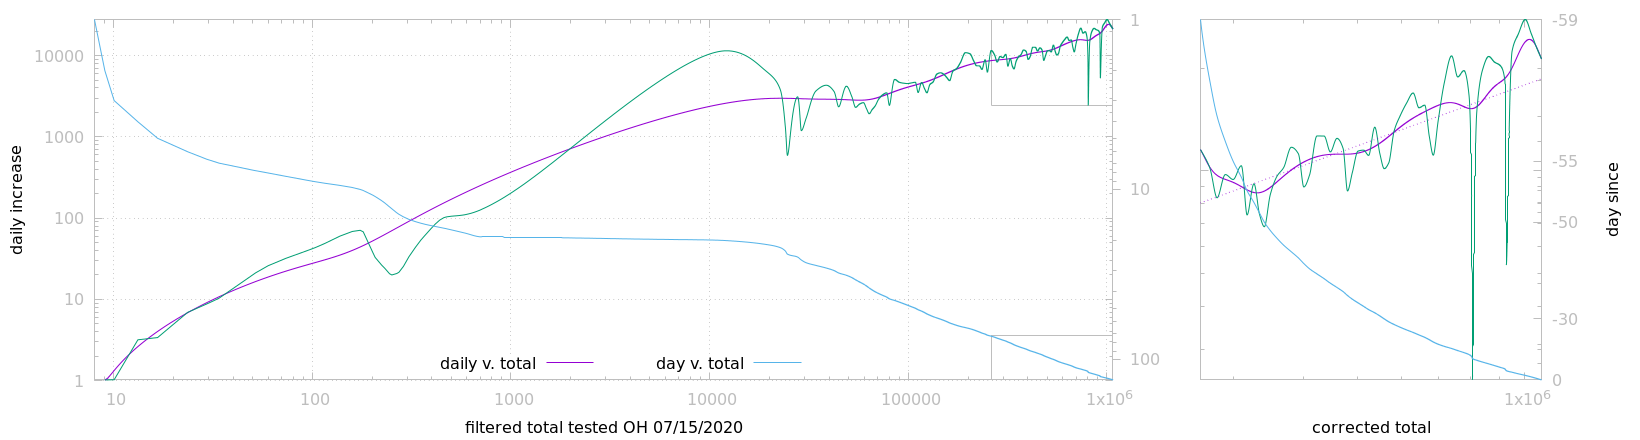 daily increase
10000
1000
100
10
1
10
100
1000
10000
100000
1x10^6
1
10
100
daily v. total
day v. total
filtered total tested OH 07/15/2020
-59
-55
-50
-30
0
day since
1x10^6
corrected total